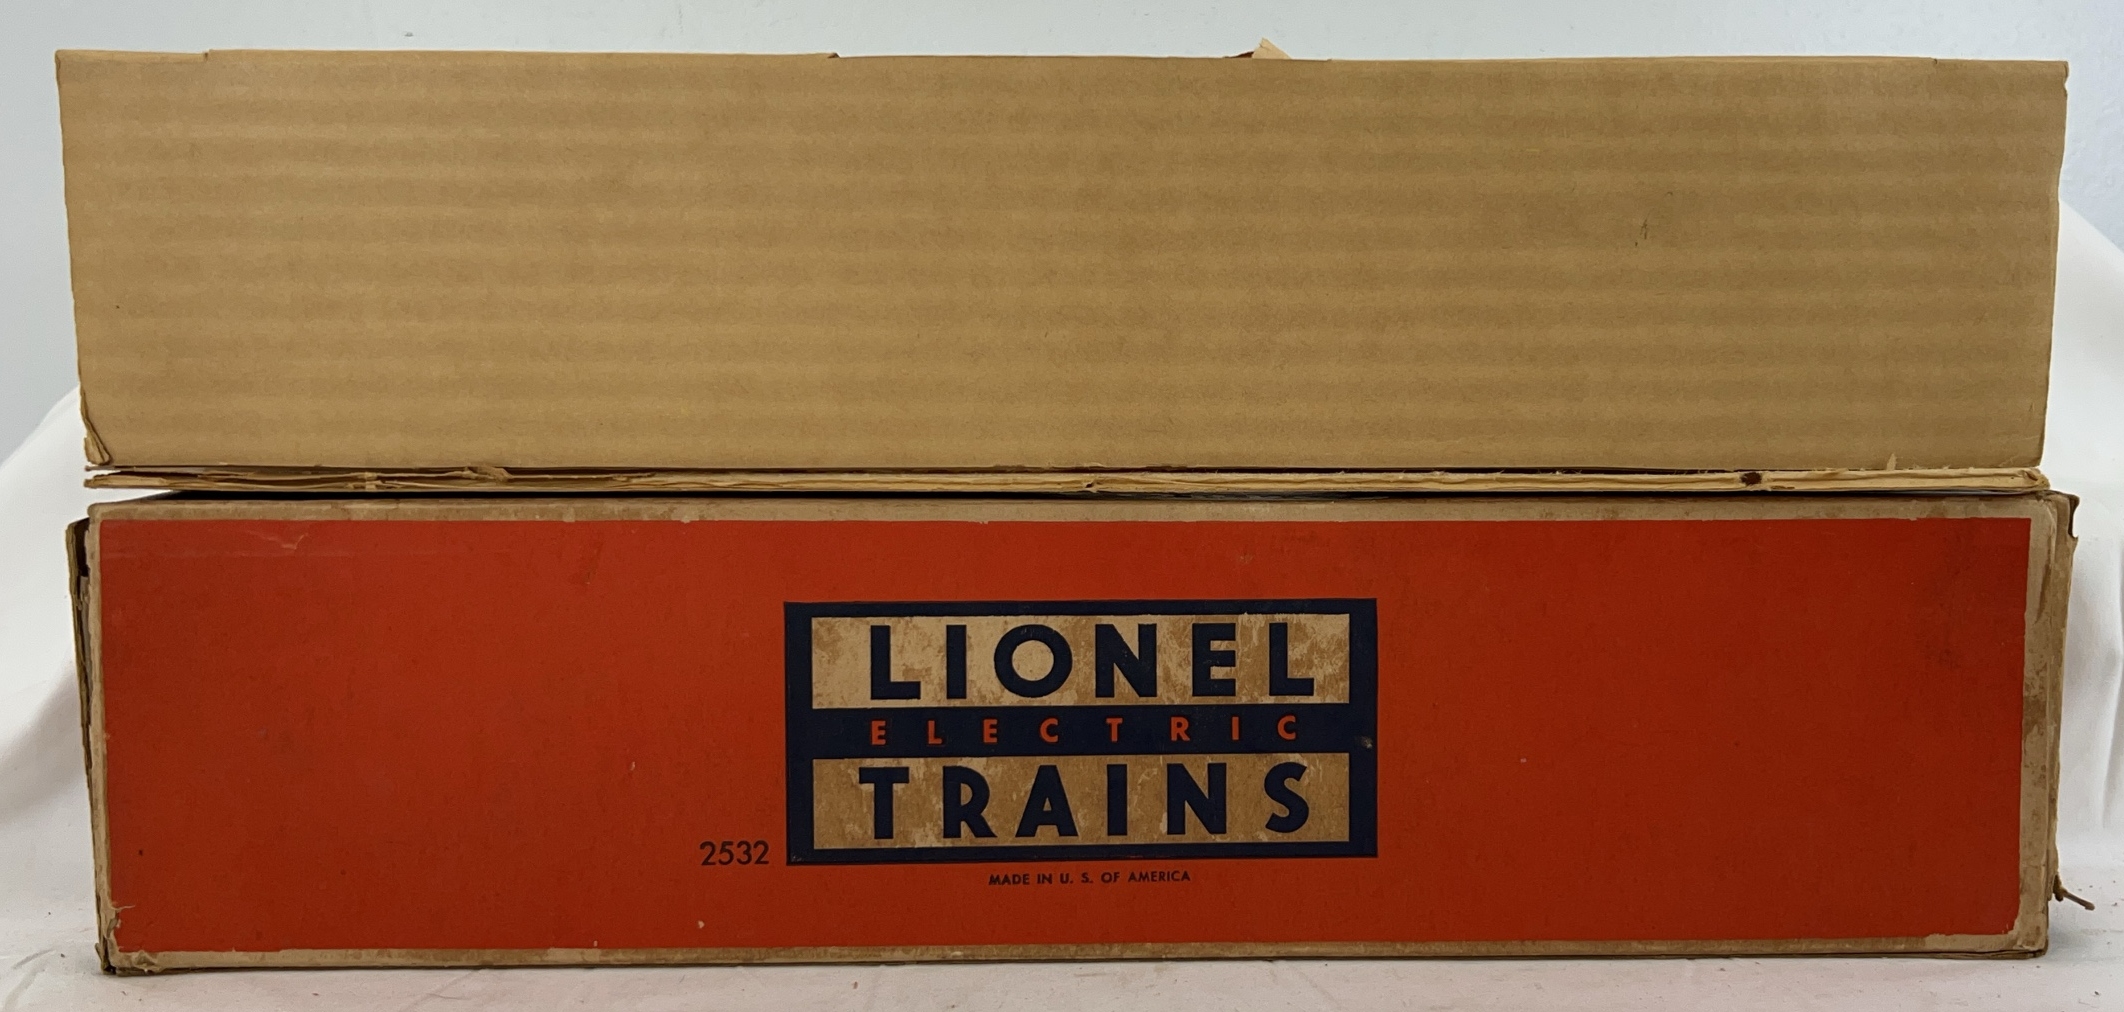 LIONEL
ELECTRIC
TRAINS
2532
MADE IN U. S. OF AMERICA